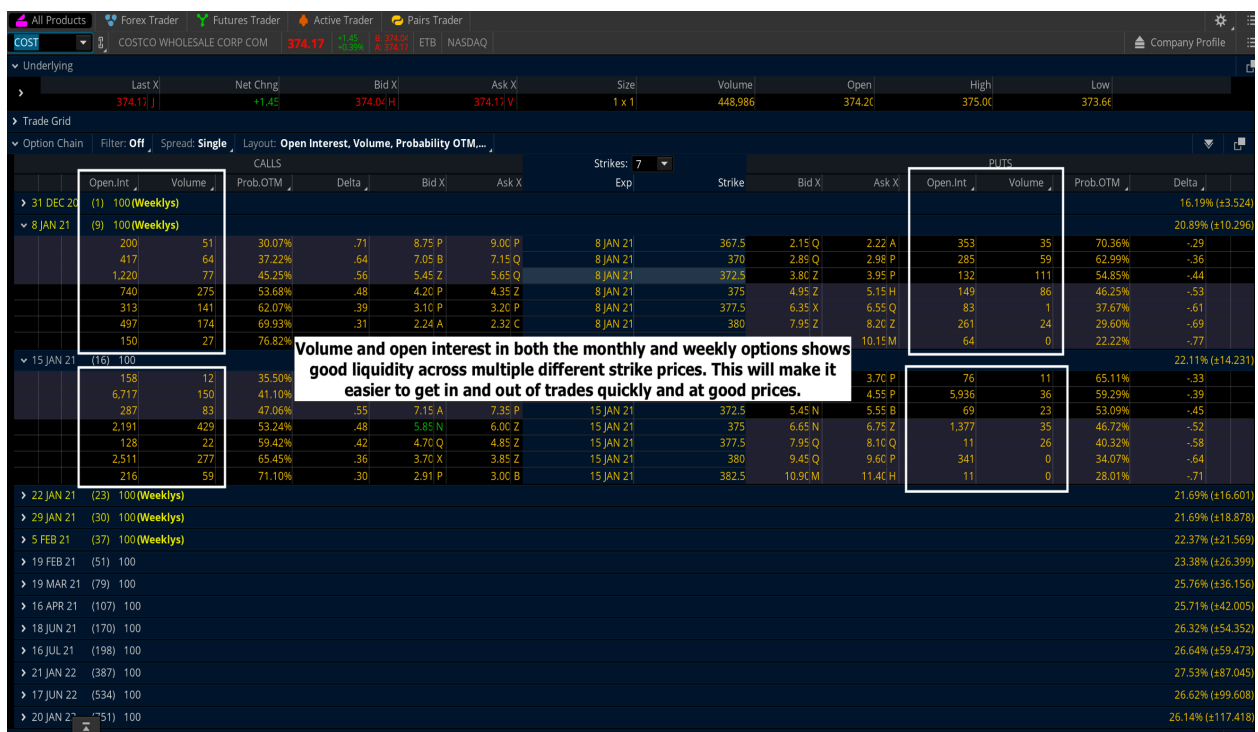 All Products Forex Trader Futures Trader Active Trader Pairs Trader
COST COSTCO WHOLESALE CORP COM 374.17 +1.45 +0.39% B: 374.04 A: 374.17 ETB NASDAQ Company Profile
Underlying
Last X Net Chng Bid X Ask X Size Volume Open High Low
374.17 J +1.45 374.04 H 374.17 V 1 x 1 448,986 374.20 375.00 373.66
Trade Grid
Option Chain Filter: Off Spread: Single Layout: Open Interest, Volume, Probability OTM,...
CALLS Strikes: 7 PUTS
Open.Int Volume Prob.OTM Delta Bid X Ask X Exp Strike Bid X Ask X Open.Int Volume Prob.OTM Delta
31 DEC 20 (1) 100 (Weeklys) 16.19% (±3.524)
8 JAN 21 (9) 100 (Weeklys) 20.89% (±10.296)
200 51 30.07% .71 8.75 P 9.00 P 8 JAN 21 367.5 2.15 Q 2.22 A 353 35 70.36% -.29
417 64 37.22% .64 7.05 B 7.15 Q 8 JAN 21 370 2.89 Q 2.98 P 285 59 62.99% -.36
1,220 77 45.25% .56 5.45 Z 5.65 Q 8 JAN 21 372.5 3.80 Z 3.95 P 132 111 54.85% -.44
740 275 53.68% .48 4.20 P 4.35 Z 8 JAN 21 375 4.95 Z 5.15 H 149 86 46.25% -.53
313 141 62.07% .39 3.10 P 3.20 P 8 JAN 21 377.5 6.35 X 6.55 Q 83 1 37.67% -.61
497 174 69.93% .31 2.24 A 2.32 C 8 JAN 21 380 7.95 Z 8.20 Z 261 24 29.60% -.69
150 27 76.82% 10.15 M 64 0 22.22% -.77
Volume and open interest in both the monthly and weekly options shows
good liquidity across multiple different strike prices. This will make it
easier to get in and out of trades quickly and at good prices.
15 JAN 21 (16) 100 22.11% (±14.231)
158 12 35.50% 3.70 P 76 11 65.11% -.33
6,717 150 41.10% 4.55 P 5,936 36 59.29% -.39
287 83 47.06% .55 7.15 A 7.35 P 15 JAN 21 372.5 5.45 N 5.55 B 69 23 53.09% -.45
2,191 429 53.24% .48 5.85 N 6.00 Z 15 JAN 21 375 6.65 N 6.75 Z 1,377 35 46.72% -.52
128 22 59.42% .42 4.70 Q 4.85 Z 15 JAN 21 377.5 7.95 Q 8.10 Q 11 26 40.32% -.58
2,511 277 65.45% .36 3.70 X 3.85 Z 15 JAN 21 380 9.45 Q 9.60 P 341 0 34.07% -.64
216 59 71.10% .30 2.91 P 3.00 B 15 JAN 21 382.5 10.90 M 11.40 H 11 0 28.01% -.71
22 JAN 21 (23) 100 (Weeklys) 21.69% (±16.601)
29 JAN 21 (30) 100 (Weeklys) 21.69% (±18.878)
5 FEB 21 (37) 100 (Weeklys) 22.37% (±21.569)
19 FEB 21 (51) 100 23.38% (±26.399)
19 MAR 21 (79) 100 25.76% (±36.156)
16 APR 21 (107) 100 25.71% (±42.005)
18 JUN 21 (170) 100 26.32% (±54.352)
16 JUL 21 (198) 100 26.64% (±59.473)
21 JAN 22 (387) 100 27.53% (±87.045)
17 JUN 22 (534) 100 26.62% (±99.608)
20 JAN 751) 100 26.14% (±117.418)